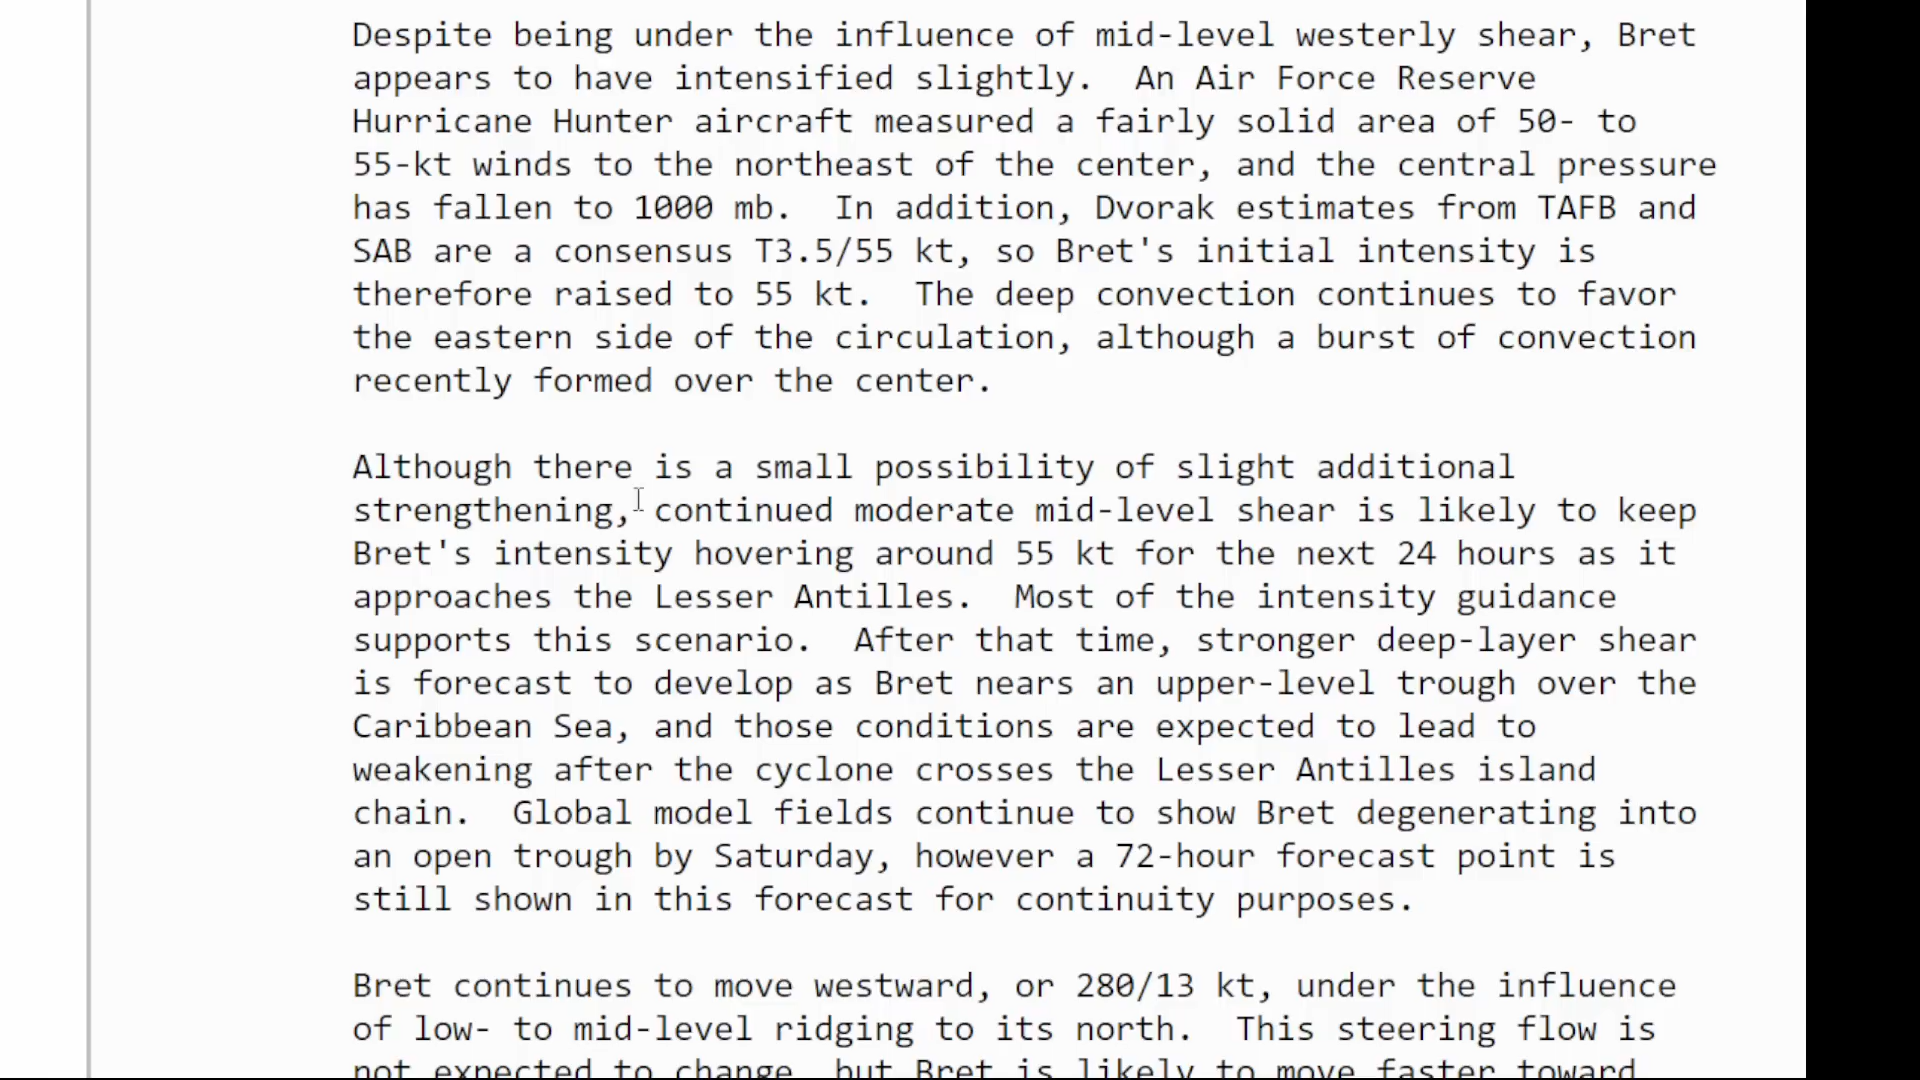 Despite being under the influence of mid-level westerly shear, Bret
appears to have intensified slightly.  An Air Force Reserve
Hurricane Hunter aircraft measured a fairly solid area of 50- to
55-kt winds to the northeast of the center, and the central pressure
has fallen to 1000 mb.  In addition, Dvorak estimates from TAFB and
SAB are a consensus T3.5/55 kt, so Bret's initial intensity is
therefore raised to 55 kt.  The deep convection continues to favor
the eastern side of the circulation, although a burst of convection
recently formed over the center.
Although there is a small possibility of slight additional
strengthening, continued moderate mid-level shear is likely to keep
Bret's intensity hovering around 55 kt for the next 24 hours as it
approaches the Lesser Antilles.  Most of the intensity guidance
supports this scenario.  After that time, stronger deep-layer shear
is forecast to develop as Bret nears an upper-level trough over the
Caribbean Sea, and those conditions are expected to lead to
weakening after the cyclone crosses the Lesser Antilles island
chain.  Global model fields continue to show Bret degenerating into
an open trough by Saturday, however a 72-hour forecast point is
still shown in this forecast for continuity purposes.
Bret continues to move westward, or 280/13 kt, under the influence
of low- to mid-level ridging to its north.  This steering flow is
not expected to change, but Bret is likely to move faster toward